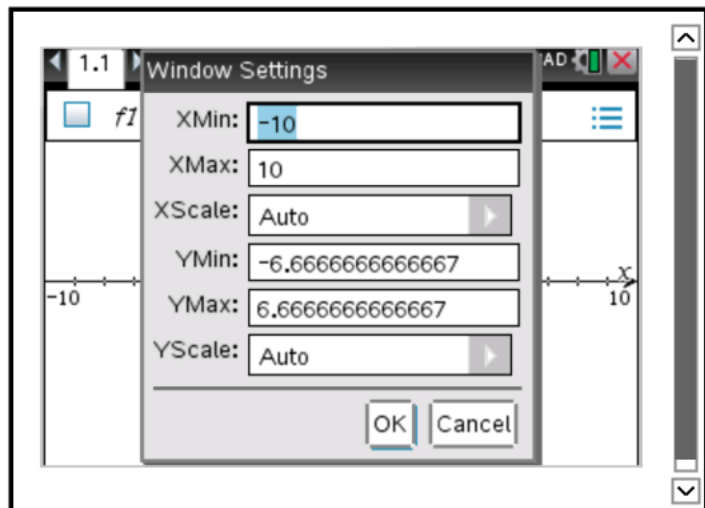 1.1
Window Settings
AD
f1
XMin: -10
XMax: 10
XScale: Auto
YMin: -6.6666666666667
x
-10
10
YMax: 6.6666666666667
YScale: Auto
OK Cancel